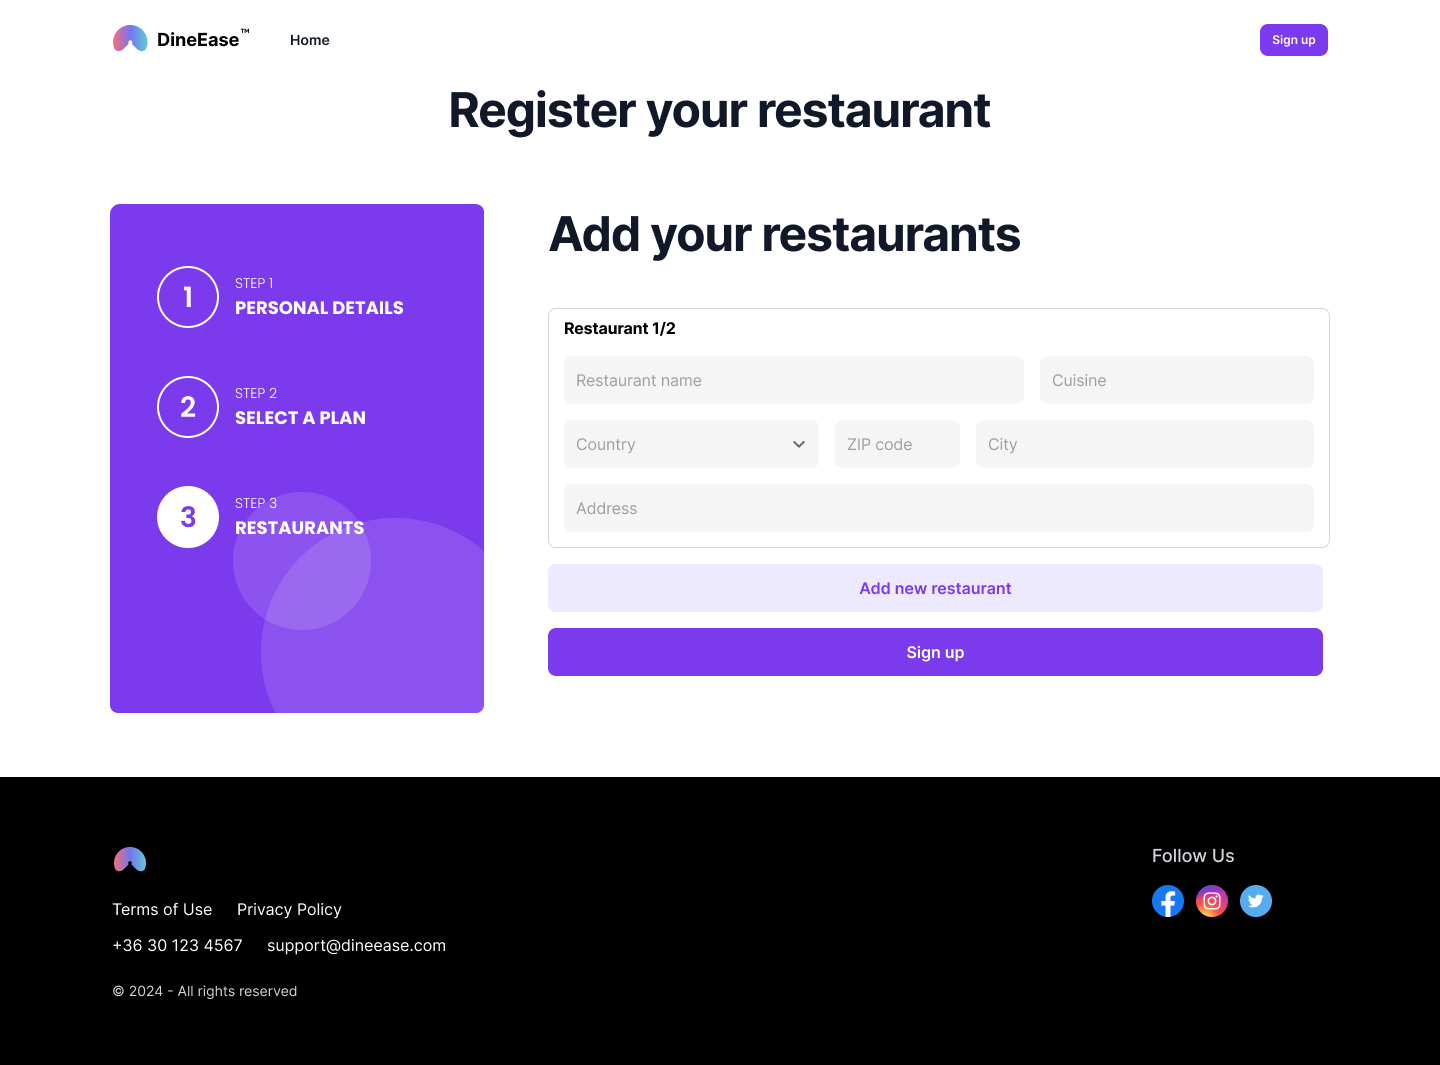 DineEase™
Home
Sign up
Register your restaurant
1
STEP 1
PERSONAL DETAILS
2
STEP 2
SELECT A PLAN
3
STEP 3
RESTAURANTS
Add your restaurants
Restaurant 1/2
Restaurant name
Cuisine
Country
ZIP code
City
Address
Add new restaurant
Sign up
Follow Us
Terms of Use
Privacy Policy
+36 30 123 4567
support@dineease.com
© 2024 - All rights reserved